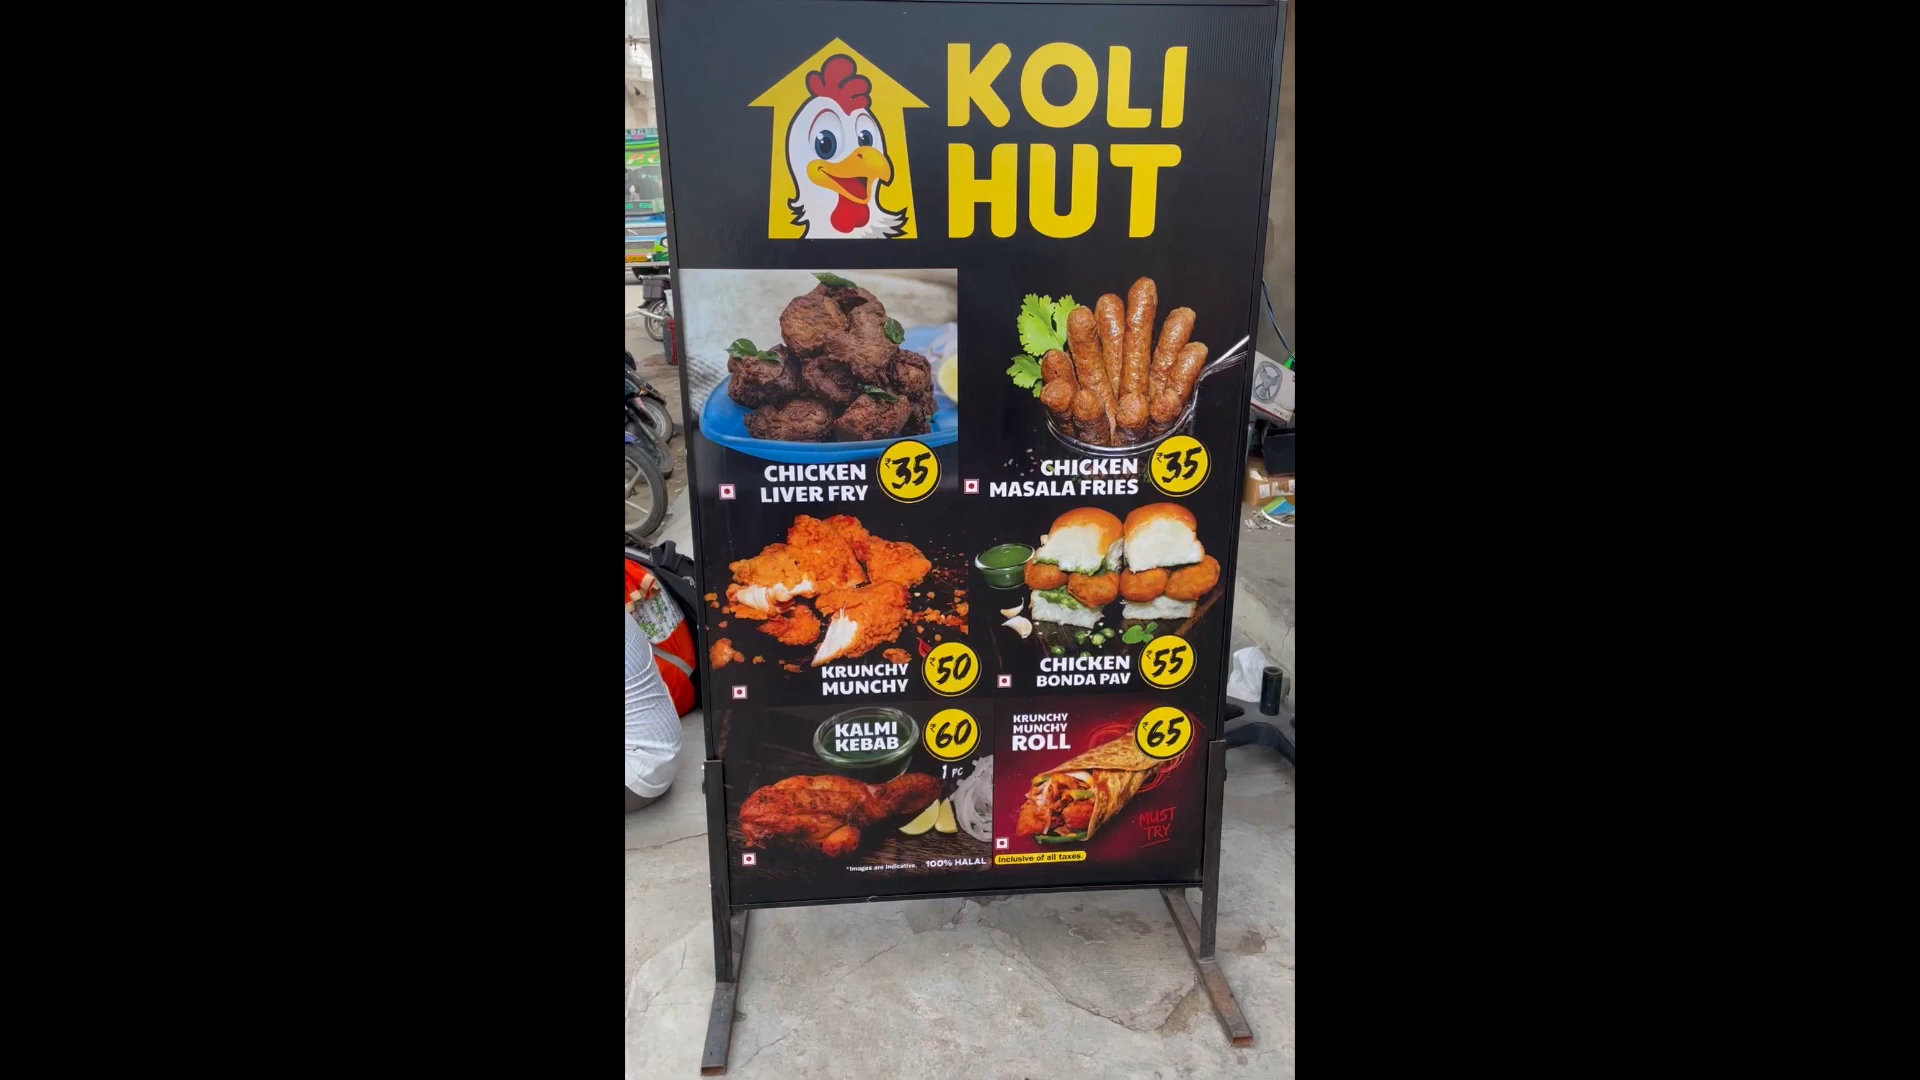 KOLI
HUT
CHICKEN
LIVER FRY
₹35
CHICKEN
MASALA FRIES
₹35
KRUNCHY
MUNCHY
₹50
CHICKEN
BONDA PAV
₹55
KALMI
KEBAB
₹60
1 PC
KRUNCHY
MUNCHY
ROLL
₹65
MUST
TRY
*Images are indicative.
100% HALAL
Inclusive of all taxes.